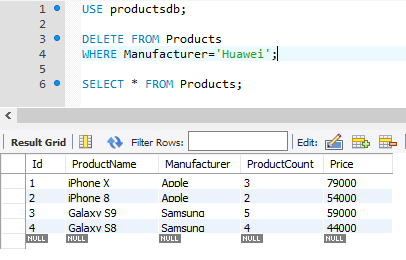 1 USE productsdb;
2
3 DELETE FROM Products
4 WHERE Manufacturer='Huawei';
5
6 SELECT * FROM Products;
Result Grid Filter Rows: Edit:
Id ProductName Manufacturer ProductCount Price
1 iPhone X Apple 3 79000
2 iPhone 8 Apple 2 54000
3 Galaxy S9 Samsung 5 59000
4 Galaxy S8 Samsung 4 44000
NULL NULL NULL NULL NULL